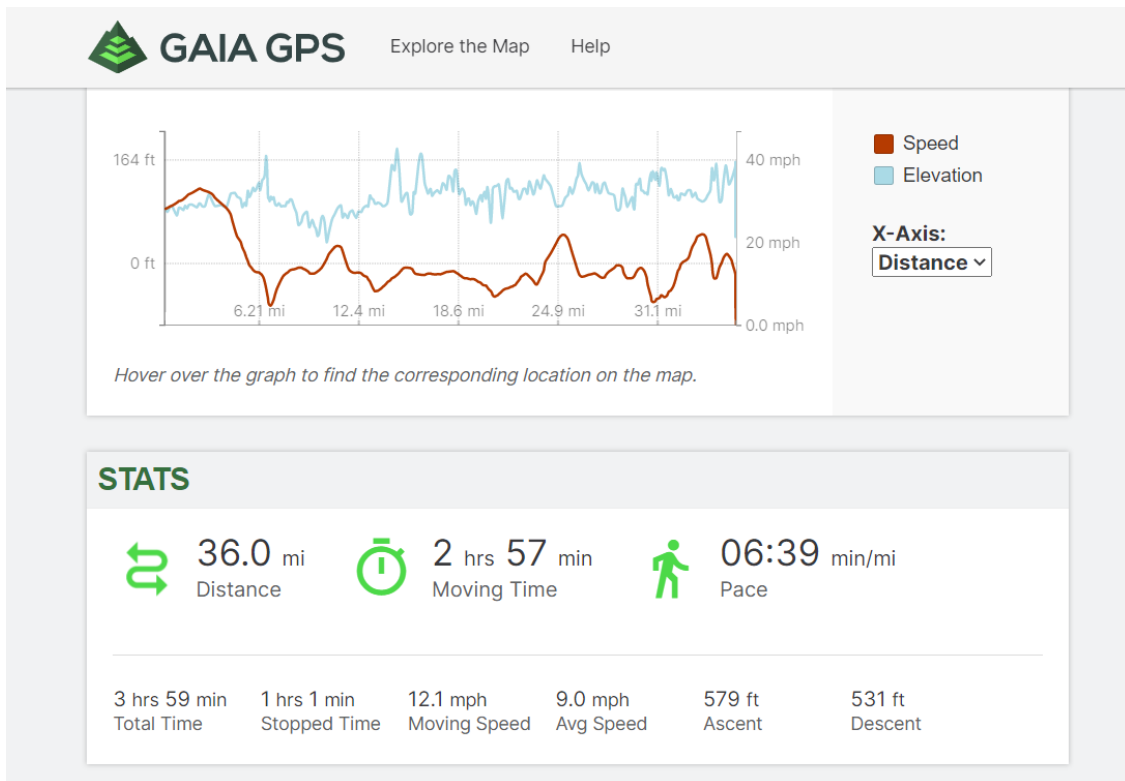 GAIA GPS Explore the Map Help
164 ft 40 mph
Speed
Elevation
20 mph
X-Axis:
0 ft
Distance
6.21 mi 12.4 mi 18.6 mi 24.9 mi 31.1 mi
0.0 mph
Hover over the graph to find the corresponding location on the map.
STATS
36.0 mi 2 hrs 57 min 06:39 min/mi
Distance Moving Time Pace
3 hrs 59 min 1 hrs 1 min 12.1 mph 9.0 mph 579 ft 531 ft
Total Time Stopped Time Moving Speed Avg Speed Ascent Descent